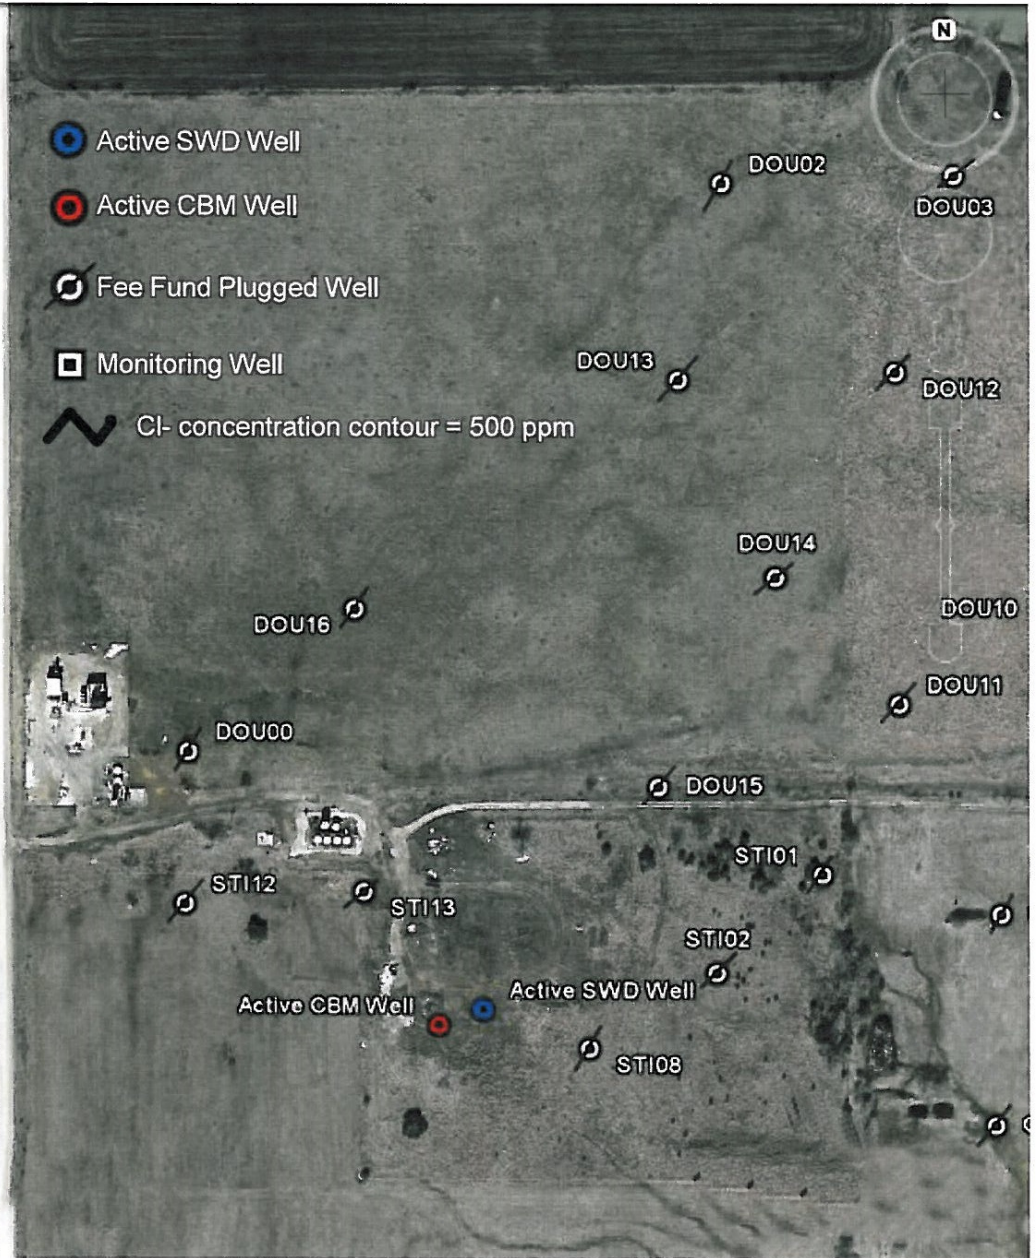 N
Active SWD Well
DOU02
Active CBM Well
DOU03
Fee Fund Plugged Well
Monitoring Well
DOU13
DOU12
Cl- concentration contour = 500 ppm
DOU14
DOU10
DOU16
DOU11
DOU00
DOU15
STI01
STI12
STI13
STI02
Active SWD Well
Active CBM Well
STI08